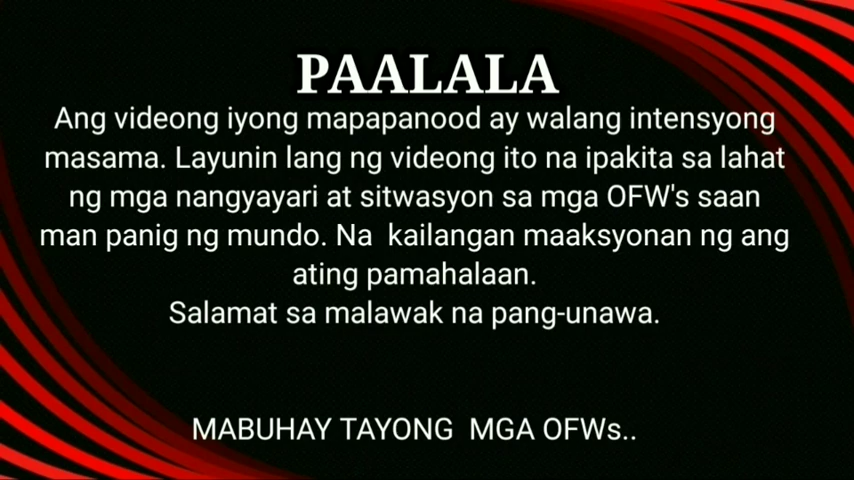 PAALALA
Ang videong iyong mapapanood ay walang intensyong
masama. Layunin lang ng videong ito na ipakita sa lahat
ng mga nangyayari at sitwasyon sa mga OFW's saan
man panig ng mundo. Na  kailangan maaksyonan ng ang
ating pamahalaan.
Salamat sa malawak na pang-unawa.
MABUHAY TAYONG  MGA OFWs..